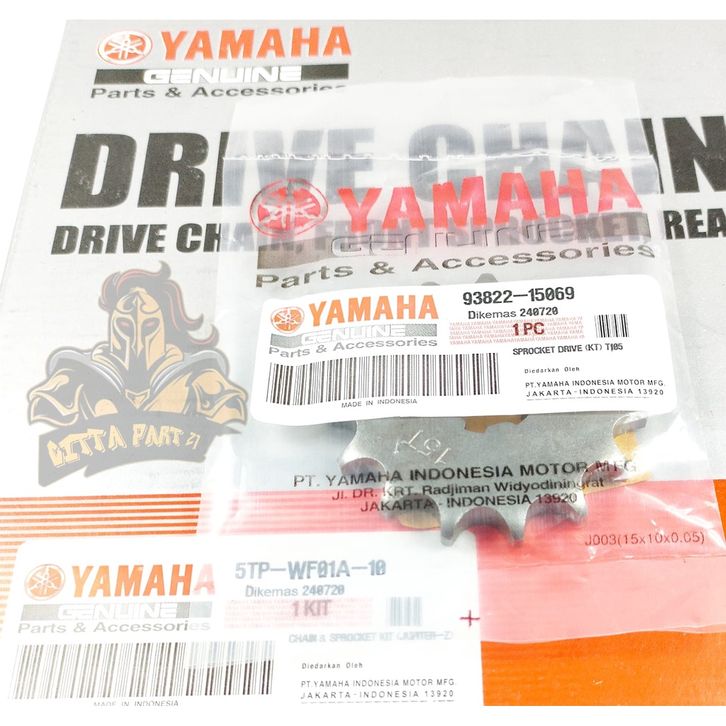 YAMAHA
GENUINE
Parts & Accessories
DRIVE CHAIN
DRIVE CHAIN, FRONT SPROCKET, REA
YAMAHA
GENUINE
Parts & Accessories
YAMAHA
GENUINE
Parts & Accessories
MADE IN INDONESIA
93822-15069
Dikemas 240720
1 PC
SPROCKET DRIVE (KT) T105
Diedarkan Oleh
PT.YAMAHA INDONESIA MOTOR MFG.
JAKARTA-INDONESIA 13920
GITTA PART 21
15T
PT. YAMAHA INDONESIA MOTOR MFG
Jl. DR. KRT. Radjiman Widyodiningrat
JAKARTA - INDONESIA 13920
J003(15x10x0.05)
YAMAHA
GENUINE
Parts & Accessories
MADE IN INDONESIA
5TP-WF01A-10
Dikemas 240720
1 KIT
CHAIN & SPROCKET KIT (JUPITER-Z)
Diedarkan Oleh
PT.YAMAHA INDONESIA MOTOR MFG.
JAKARTA-INDONESIA 13920